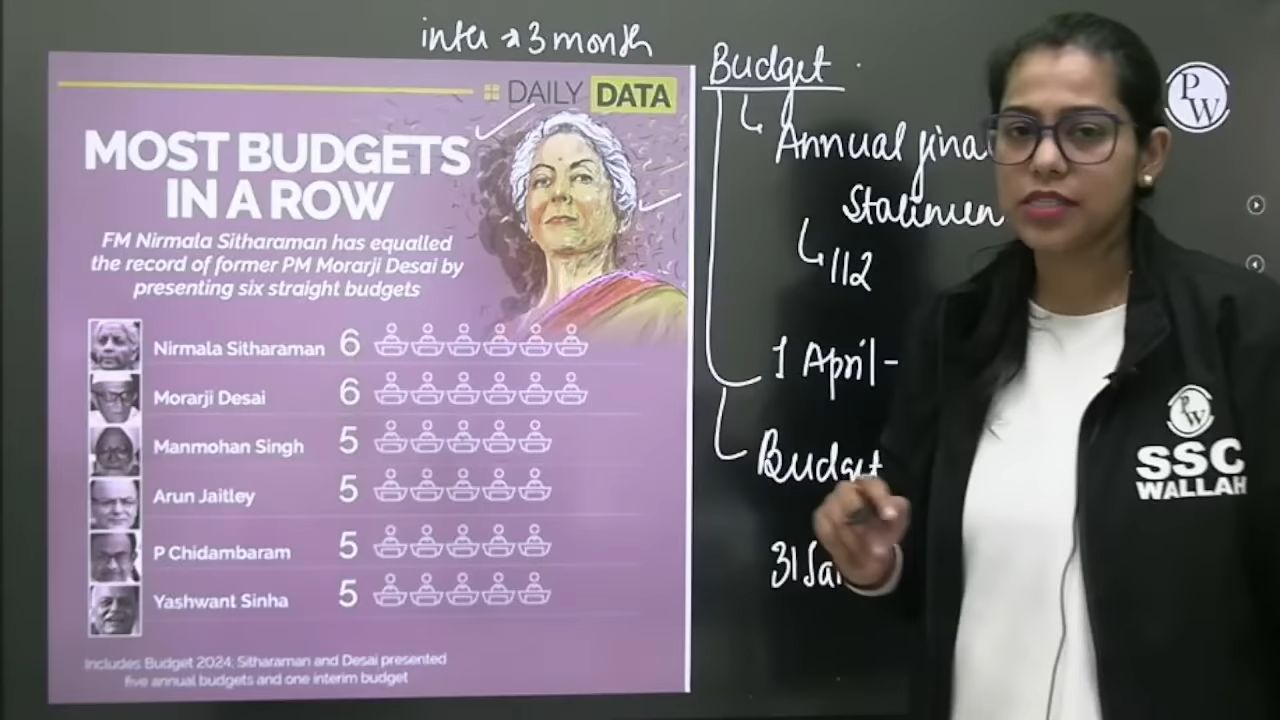 inter → 3 month
DAILY DATA
MOST BUDGETS
IN A ROW
FM Nirmala Sitharaman has equalled
the record of former PM Morarji Desai by
presenting six straight budgets
Nirmala Sitharaman 6
Morarji Desai 6
Manmohan Singh 5
Arun Jaitley 5
P Chidambaram 5
Yashwant Sinha 5
Includes Budget 2024; Sitharaman and Desai presented
five annual budgets and one interim budget
Budget
Annual fina
Statemen
112
1 April -
Budget
31 Jan
PW
PW
SSC
WALLAH